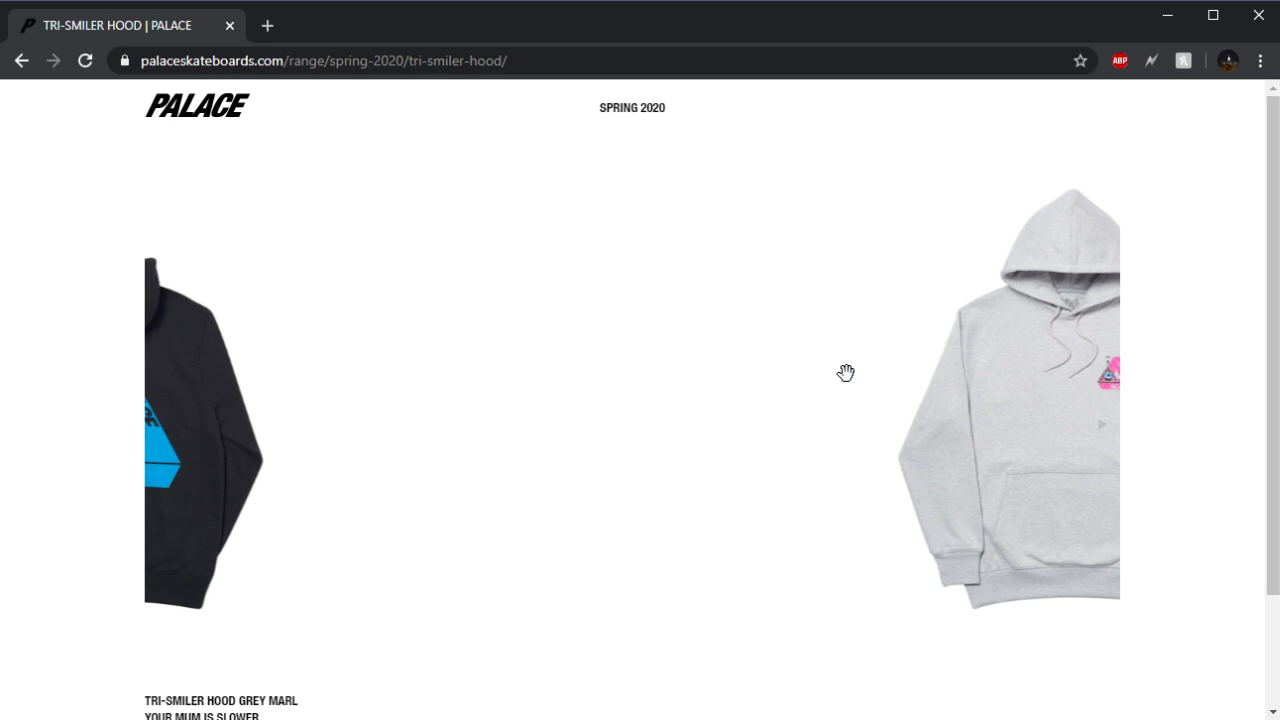 TRI-SMILER HOOD | PALACE
palaceskateboards.com/range/spring-2020/tri-smiler-hood/
ABP
PALACE
SPRING 2020
TRI-SMILER HOOD GREY MARL
YOUR MUM IS SLOWER